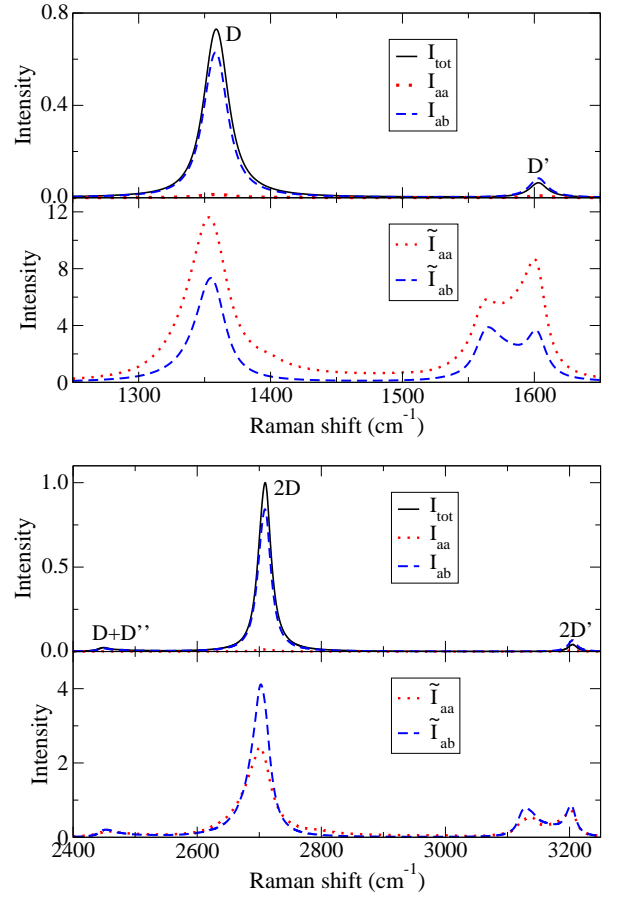 0.8
D
I_tot
I_aa
I_ab
0.4
Intensity
D'
0.0
12
Ĩ_aa
Ĩ_ab
8
4
Intensity
0
1300 1400 1500 1600
Raman shift (cm⁻¹)
1.0
2D
I_tot
I_aa
I_ab
0.5
Intensity
D+D''
2D'
0.0
4
Ĩ_aa
Ĩ_ab
2
Intensity
0
2400 2600 2800 3000 3200
Raman shift (cm⁻¹)